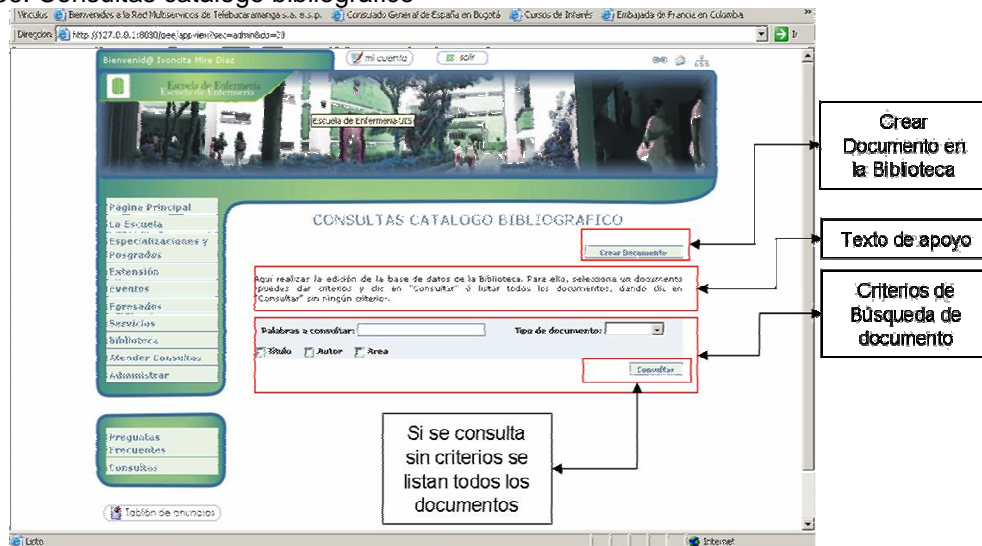 Consultas catálogo bibliográfico
Vínculos Bienvenidos a la Red Multiservicios de Telebucaramanga s.a. e.s.p. Consulado General de España en Bogotá Cursos de Interés Embajada de Francia en Colombia »
Dirección
Bienvenid@ Ivoncita Mire Diaz
mi cuenta
salir
Escuela de Enfermería
Escuela de Enfermería UIS
Crear
Documento en
la Biblioteca
Página Principal
La Escuela
Especializaciones y
Posgrados
Extensión
Eventos
Egresados
Servicios
Biblioteca
Atender Consultas
Administrar
CONSULTAS CATALOGO BIBLIOGRAFICO
Crear Documento
Texto de apoyo
Aquí realizar la edición de la base de datos de la Biblioteca. Para ello, selecciona un documento
(puedes dar criterios y clic en "Consultar" ó listar todos los documentos, dando clic en
"Consultar" sin ningún criterio.
Criterios de
Búsqueda de
documento
Palabras a consultar:
Tipo de documento:
Título Autor Area
Consultar
Si se consulta
sin criterios se
listan todos los
documentos
Preguntas
Frecuentes
Consultas
Tablón de anuncios
Listo
Internet